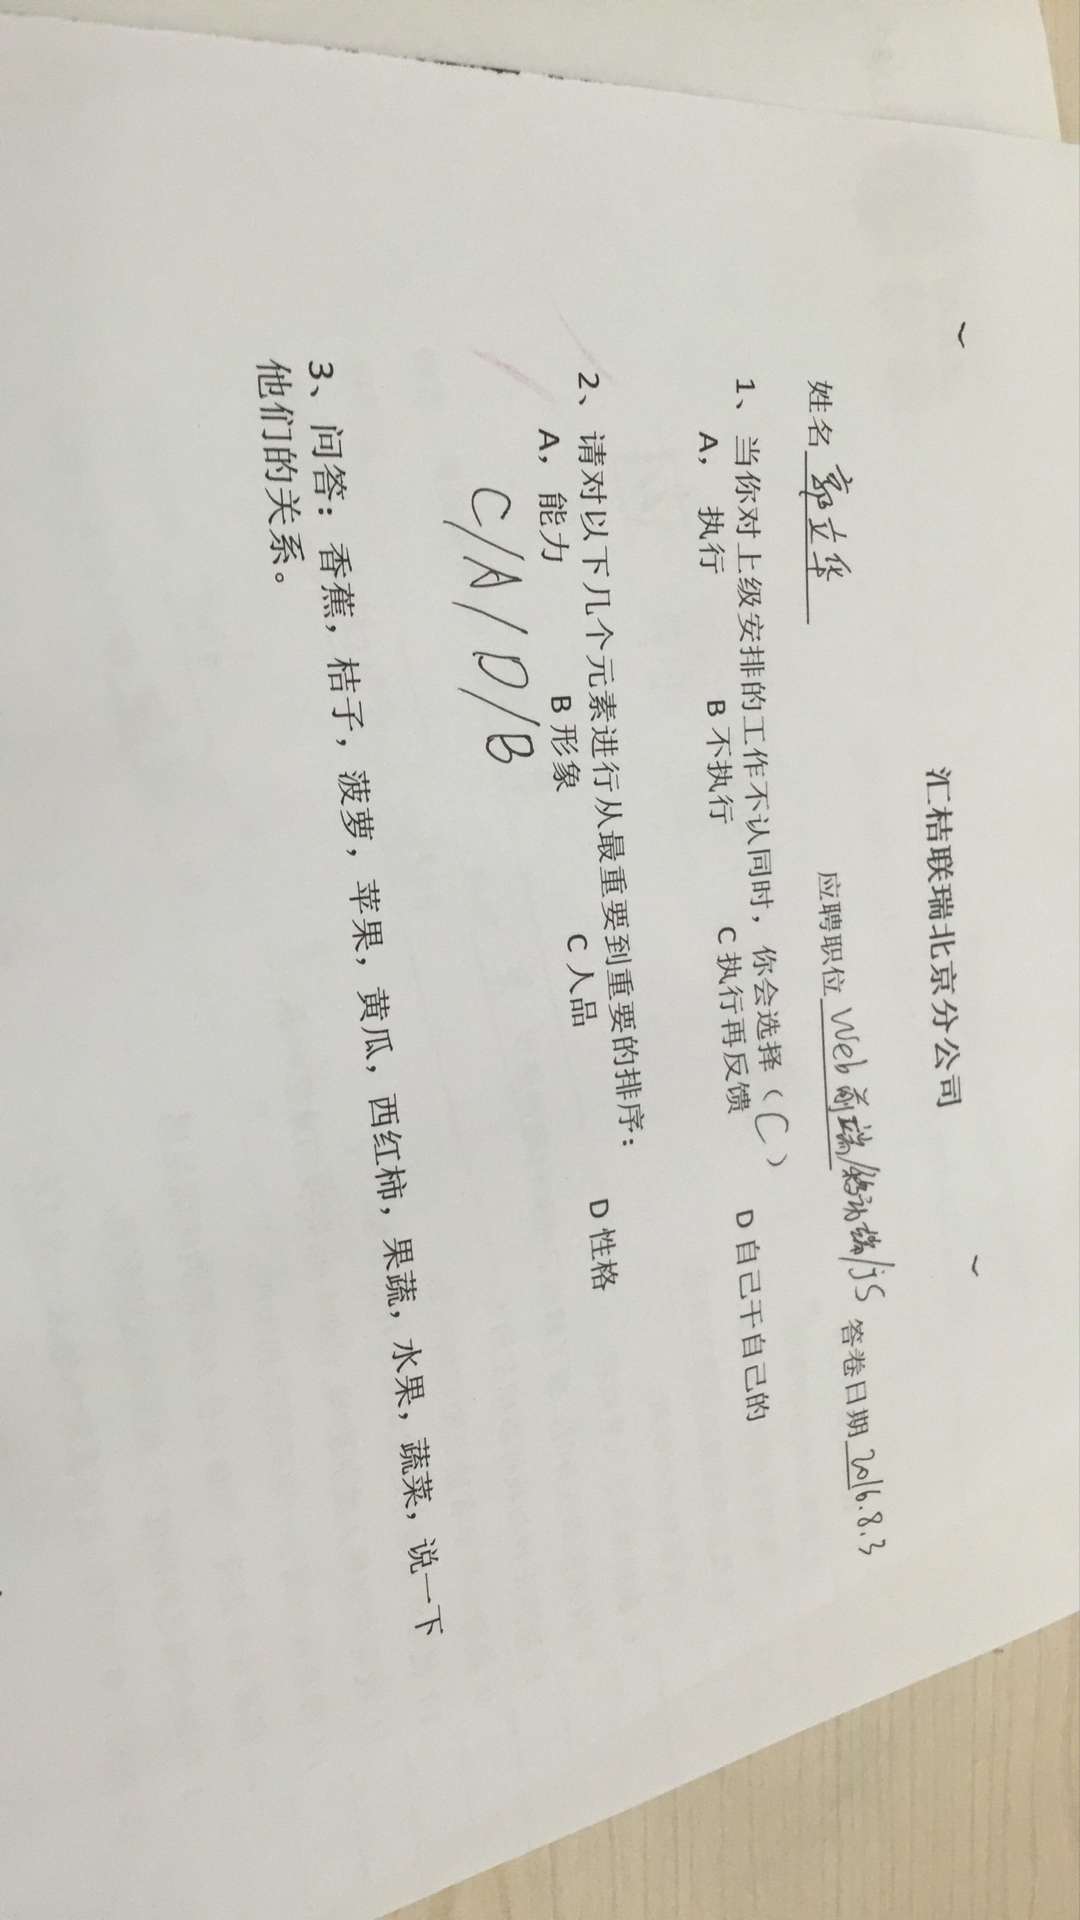 汇桔联瑞北京分公司
姓名 郭立华 应聘职位 Web前端/移动端/js 答卷日期 2016.8.3
1、当你对上级安排的工作不认同时，你会选择（C）
A，执行 B 不执行 C 执行再反馈 D 自己干自己的
2、请对以下几个元素进行从最重要到重要的排序：
A，能力 B 形象 C 人品 D 性格
C/A/D/B
3、问答：香蕉，桔子，菠萝，苹果，黄瓜，西红柿，果蔬，水果，蔬菜，说一下
他们的关系。